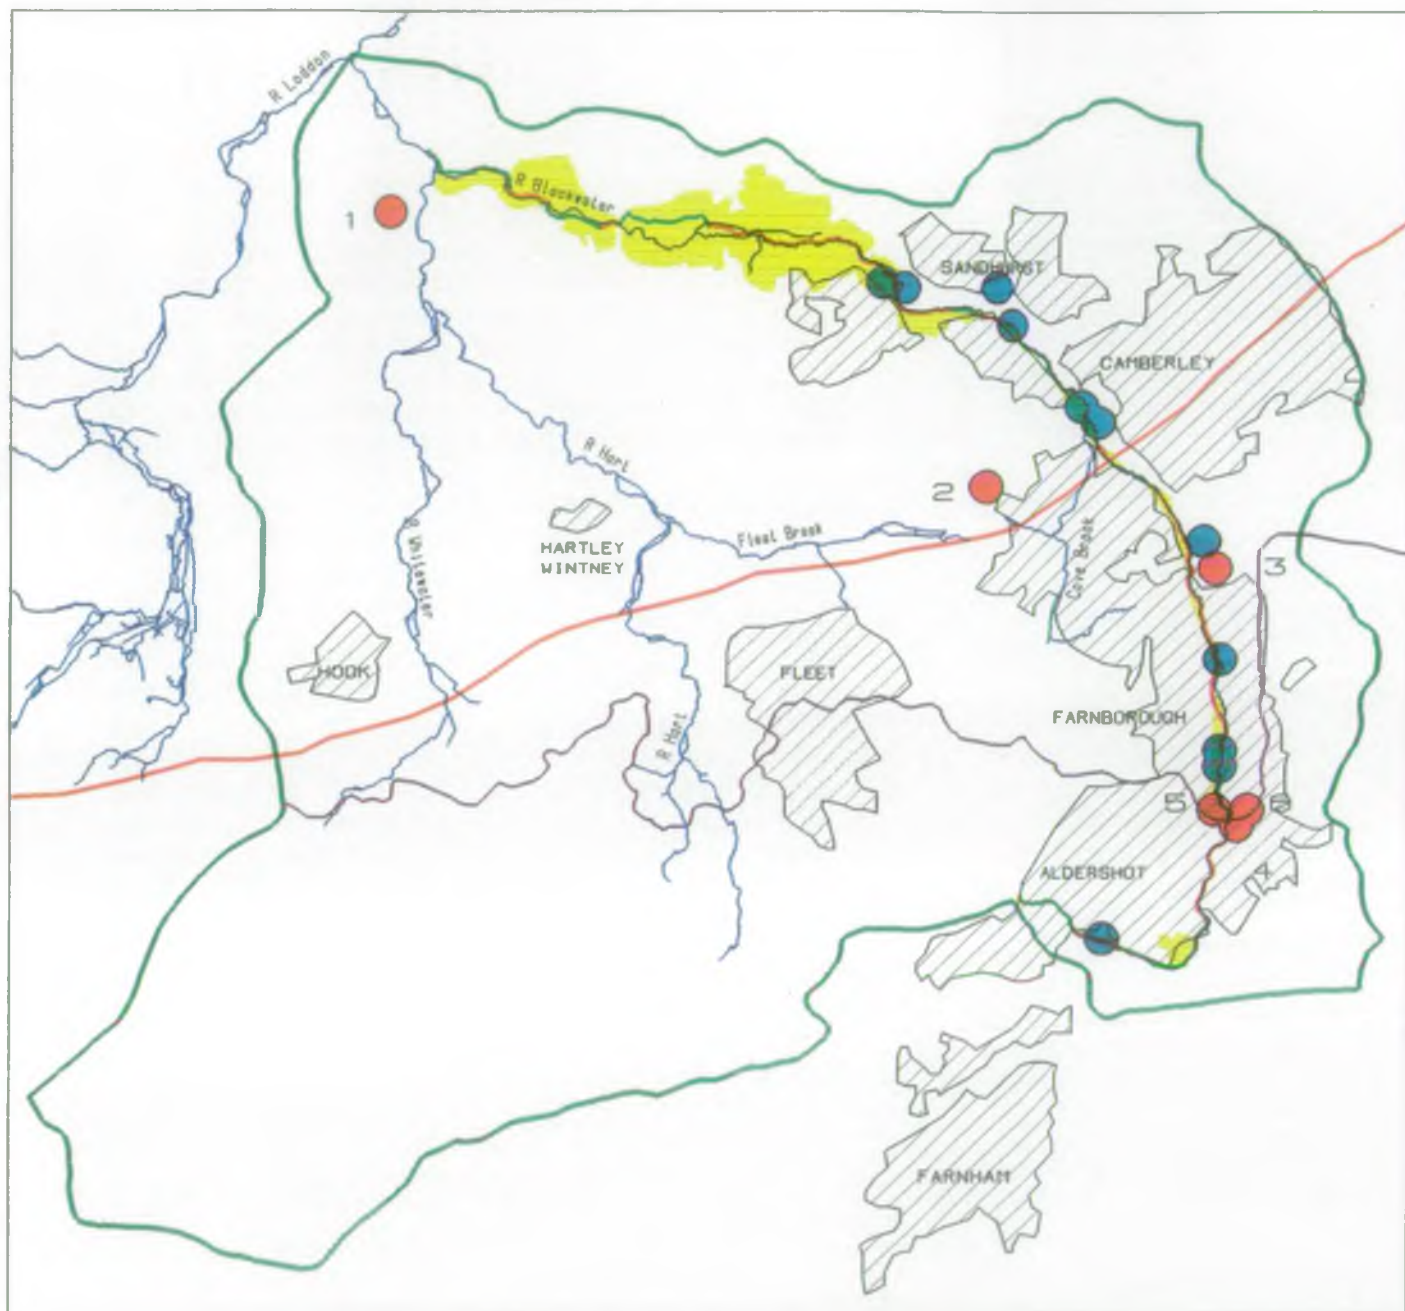 R Loddon
R Blackwater
1
SANDHURST
CAMBERLEY
R Hart
2
Fleet Brook
HARTLEY
WINTNEY
Cove Brook
3
R Whitewater
HOOK
FLEET
FARNBOROUGH
R Hart
5
6
ALDERSHOT
4
FARNHAM